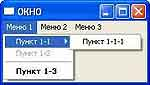 ОКНО
Меню 1 Меню 2 Меню 3
Пункт 1-1 Пункт 1-1-1
Пункт 1-2
Пункт 1-3